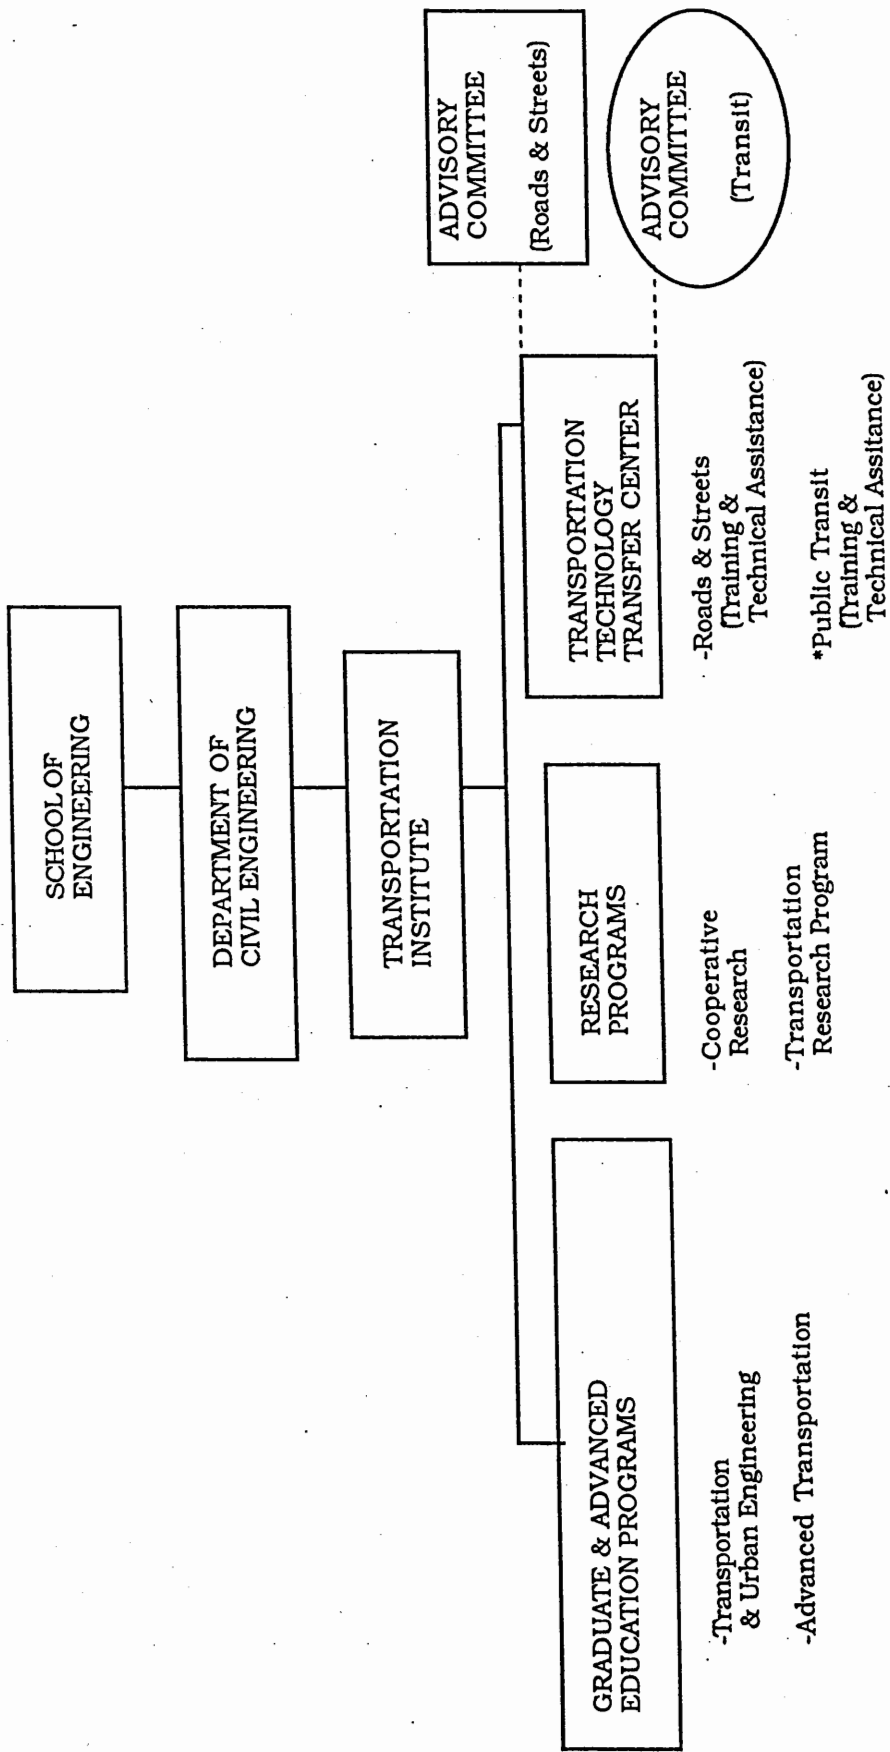 SCHOOL OF
ENGINEERING
DEPARTMENT OF
CIVIL ENGINEERING
TRANSPORTATION
INSTITUTE
GRADUATE & ADVANCED
EDUCATION PROGRAMS
-Transportation
& Urban Engineering
-Advanced Transportation
RESEARCH
PROGRAMS
-Cooperative
Research
-Transportation
Research Program
TRANSPORTATION
TECHNOLOGY
TRANSFER CENTER
-Roads & Streets
(Training &
Technical Assistance)
*Public Transit
(Training &
Technical Assitance)
ADVISORY
COMMITTEE
(Roads & Streets)
ADVISORY
COMMITTEE
(Transit)